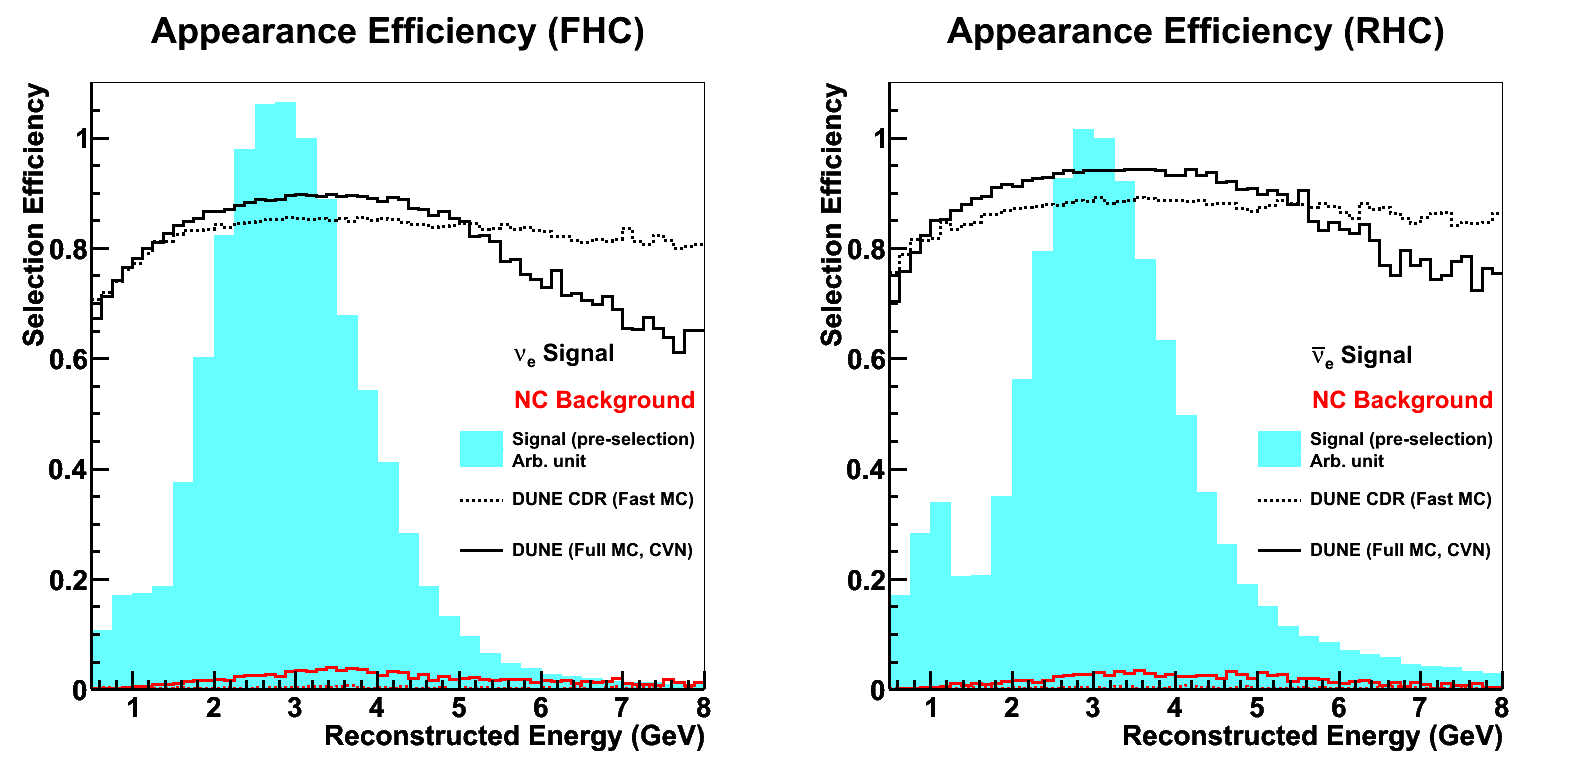 Appearance Efficiency (FHC)
Selection Efficiency
1
0.8
0.6
0.4
0.2
0
ν_e Signal
NC Background
Signal (pre-selection)
Arb. unit
DUNE CDR (Fast MC)
DUNE (Full MC, CVN)
1 2 3 4 5 6 7 8
Reconstructed Energy (GeV)
Appearance Efficiency (RHC)
Selection Efficiency
1
0.8
0.6
0.4
0.2
0
ν̅_e Signal
NC Background
Signal (pre-selection)
Arb. unit
DUNE CDR (Fast MC)
DUNE (Full MC, CVN)
1 2 3 4 5 6 7 8
Reconstructed Energy (GeV)